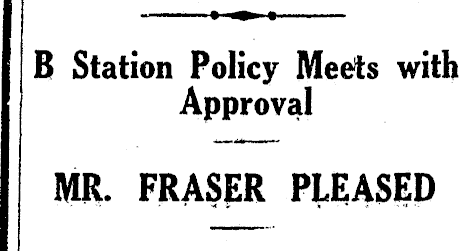 B Station Policy Meets with
Approval
MR. FRASER PLEASED